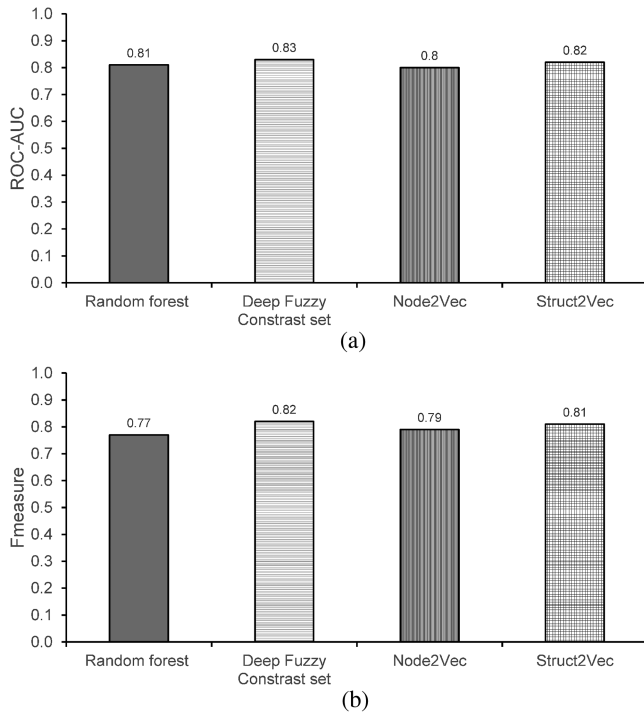 1.0
0.9
0.8
0.7
0.6
0.5
0.4
0.3
0.2
0.1
0.0
ROC-AUC
0.81
0.83
0.8
0.82
Random forest
Deep Fuzzy
Constrast set
Node2Vec
Struct2Vec
(a)
1.0
0.9
0.8
0.7
0.6
0.5
0.4
0.3
0.2
0.1
0.0
Fmeasure
0.77
0.82
0.79
0.81
Random forest
Deep Fuzzy
Constrast set
Node2Vec
Struct2Vec
(b)